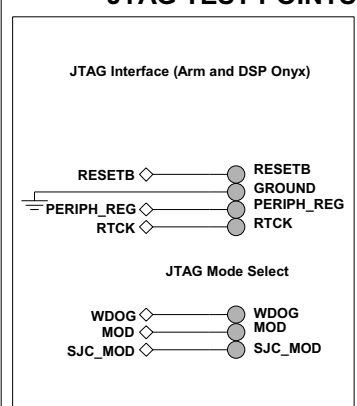 JTAG TEST POINTS
JTAG Interface (Arm and DSP Onyx)
RESETB RESETB
GROUND
PERIPH_REG PERIPH_REG
RTCK RTCK
JTAG Mode Select
WDOG WDOG
MOD MOD
SJC_MOD SJC_MOD